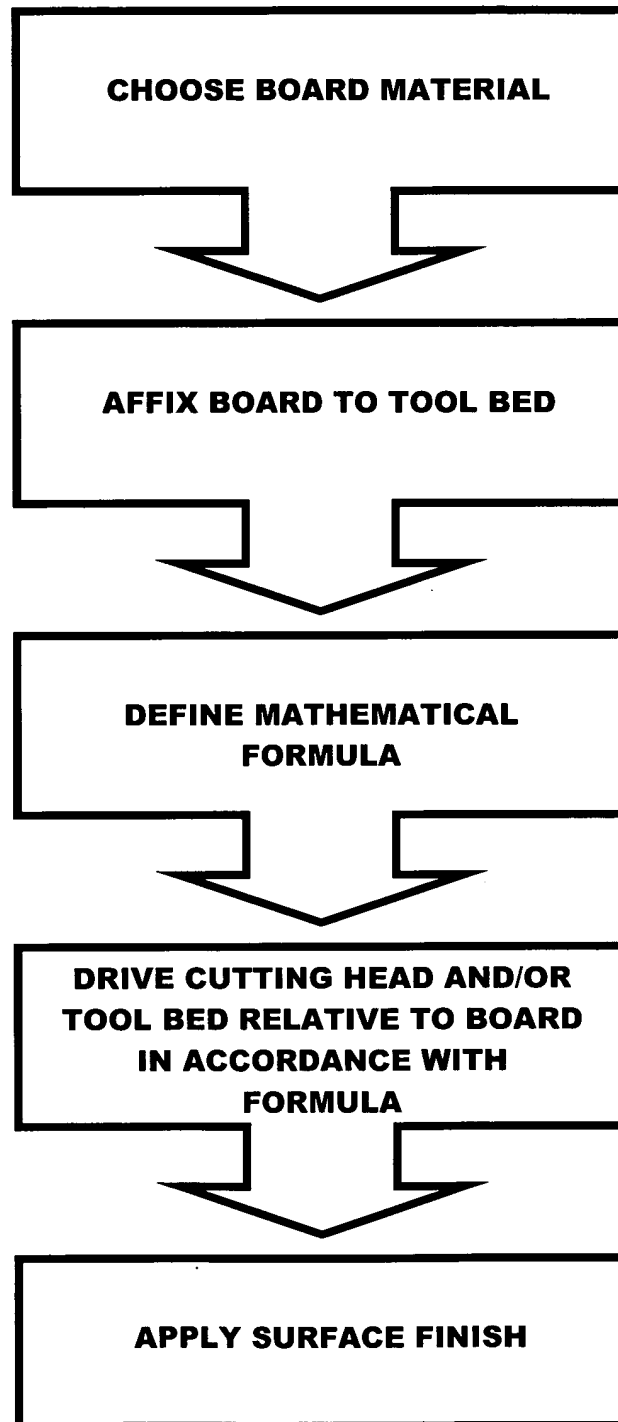 CHOOSE BOARD MATERIAL
AFFIX BOARD TO TOOL BED
DEFINE MATHEMATICAL
FORMULA
DRIVE CUTTING HEAD AND/OR
TOOL BED RELATIVE TO BOARD
IN ACCORDANCE WITH
FORMULA
APPLY SURFACE FINISH